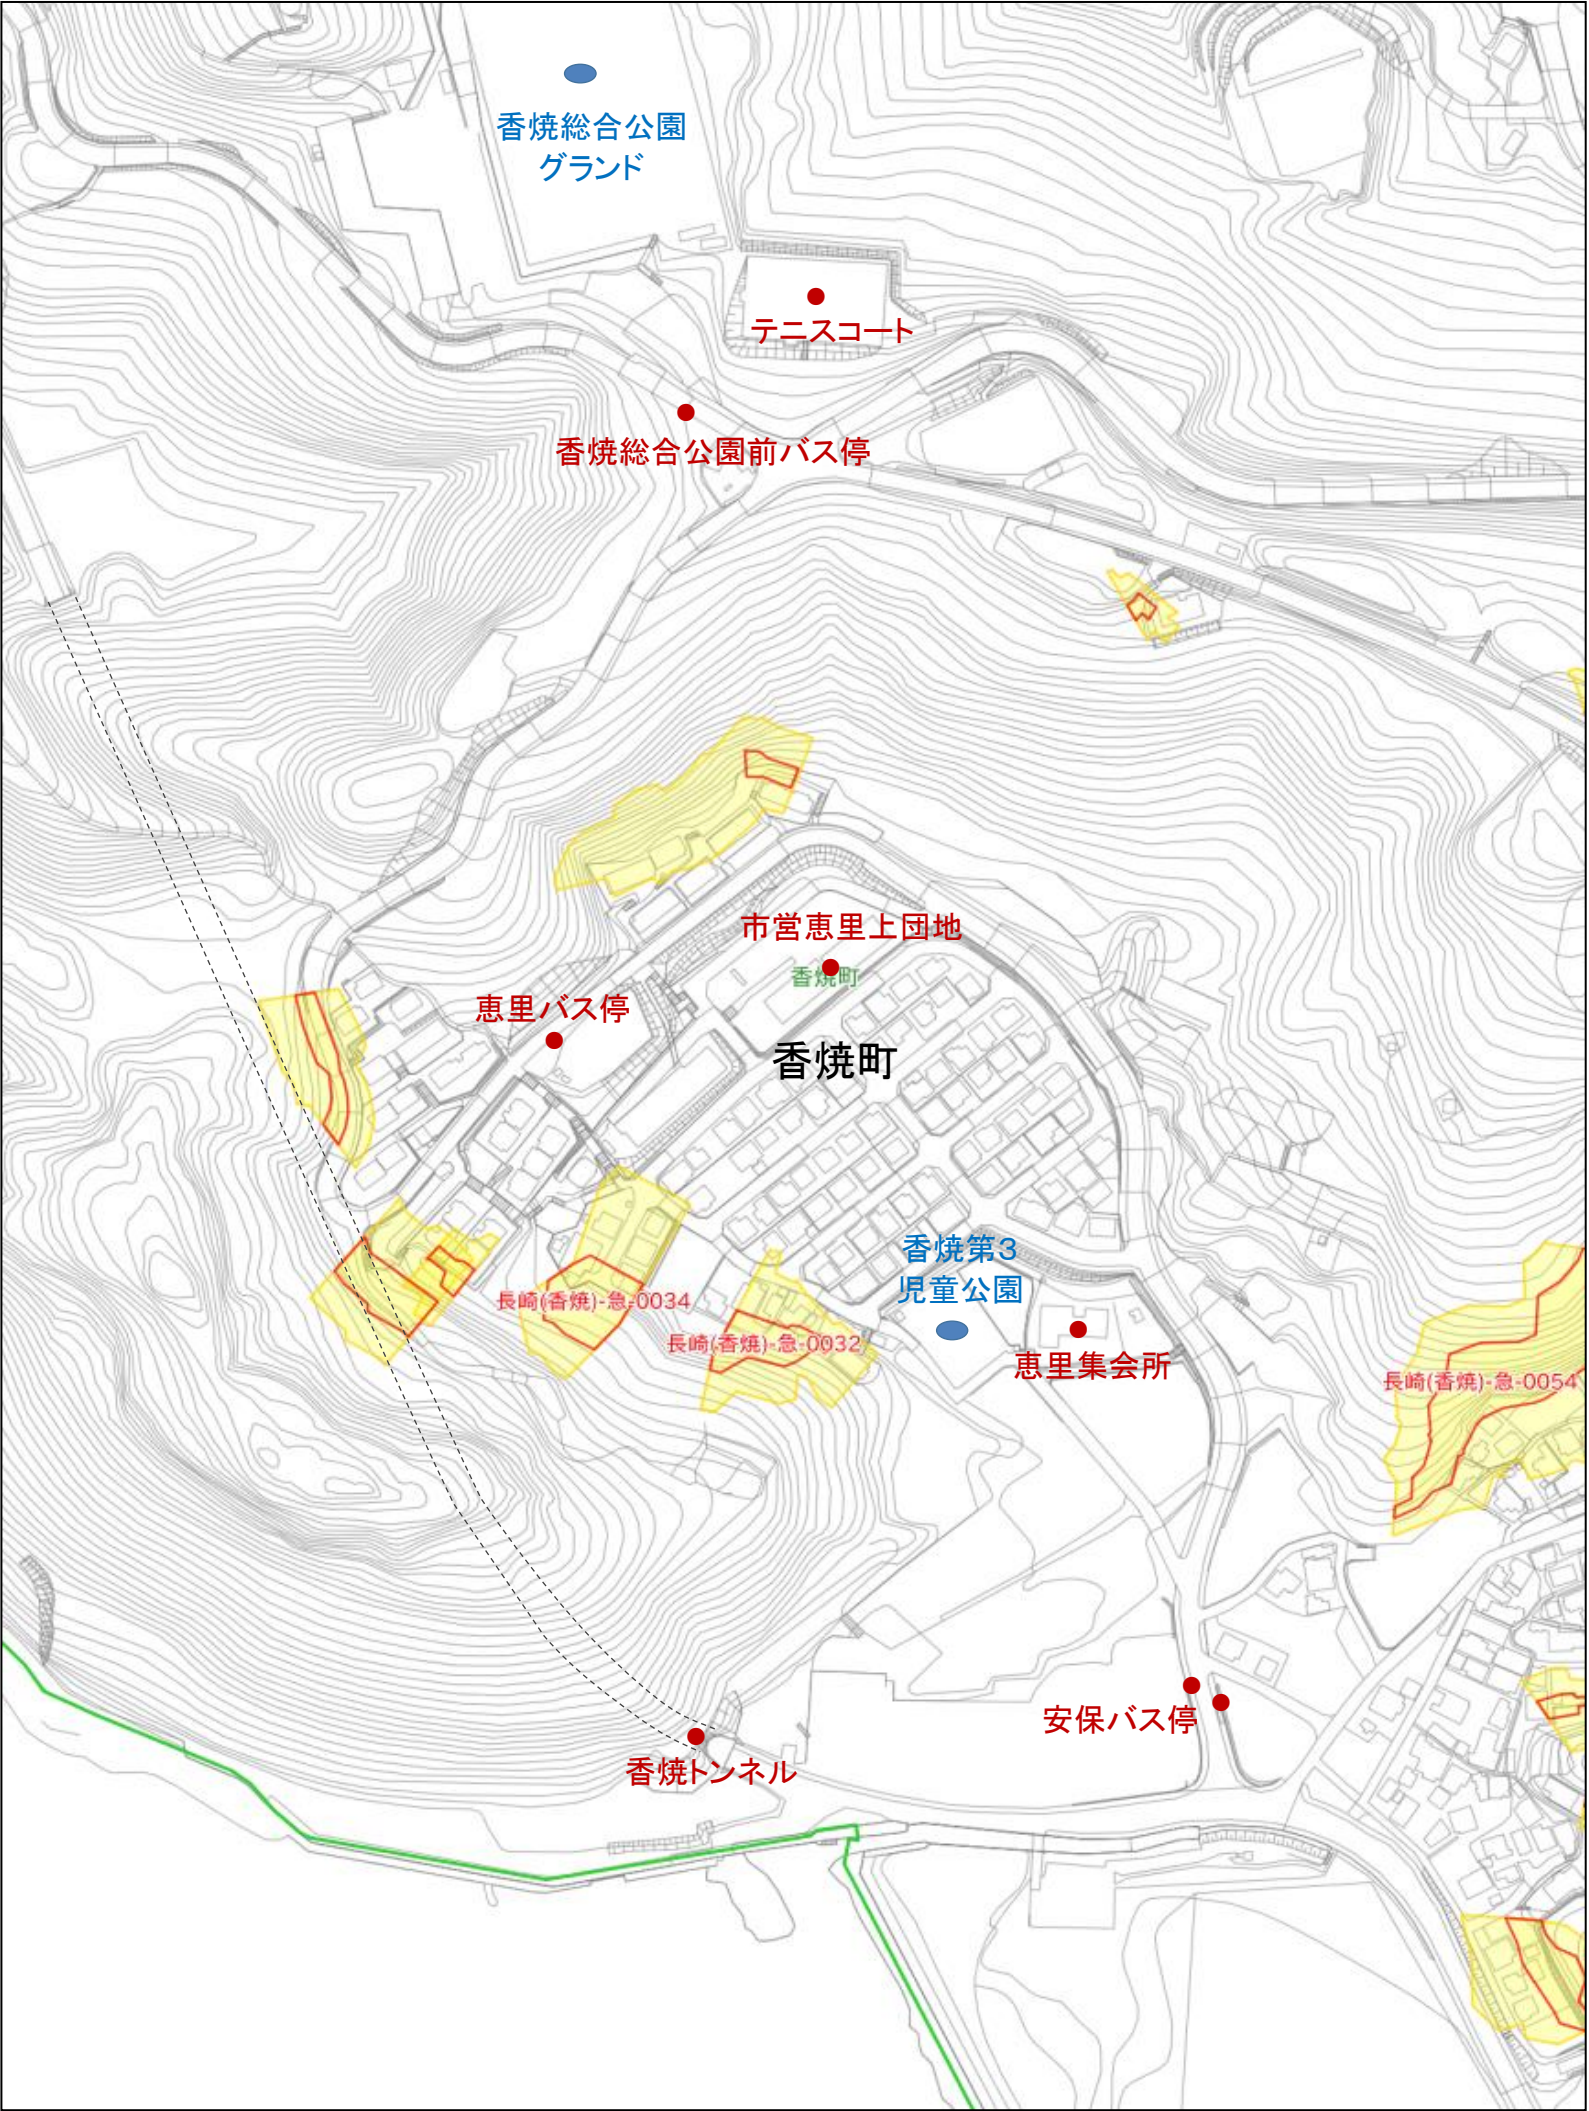 香焼総合公園
グランド
テニスコート
香焼総合公園前バス停
市営恵里上団地
香焼町
恵里バス停
香焼町
香焼第3
児童公園
長崎(香焼)-急-0034
長崎(香焼)-急-0032
恵里集会所
長崎(香焼)-急-0054
安保バス停
香焼トンネル